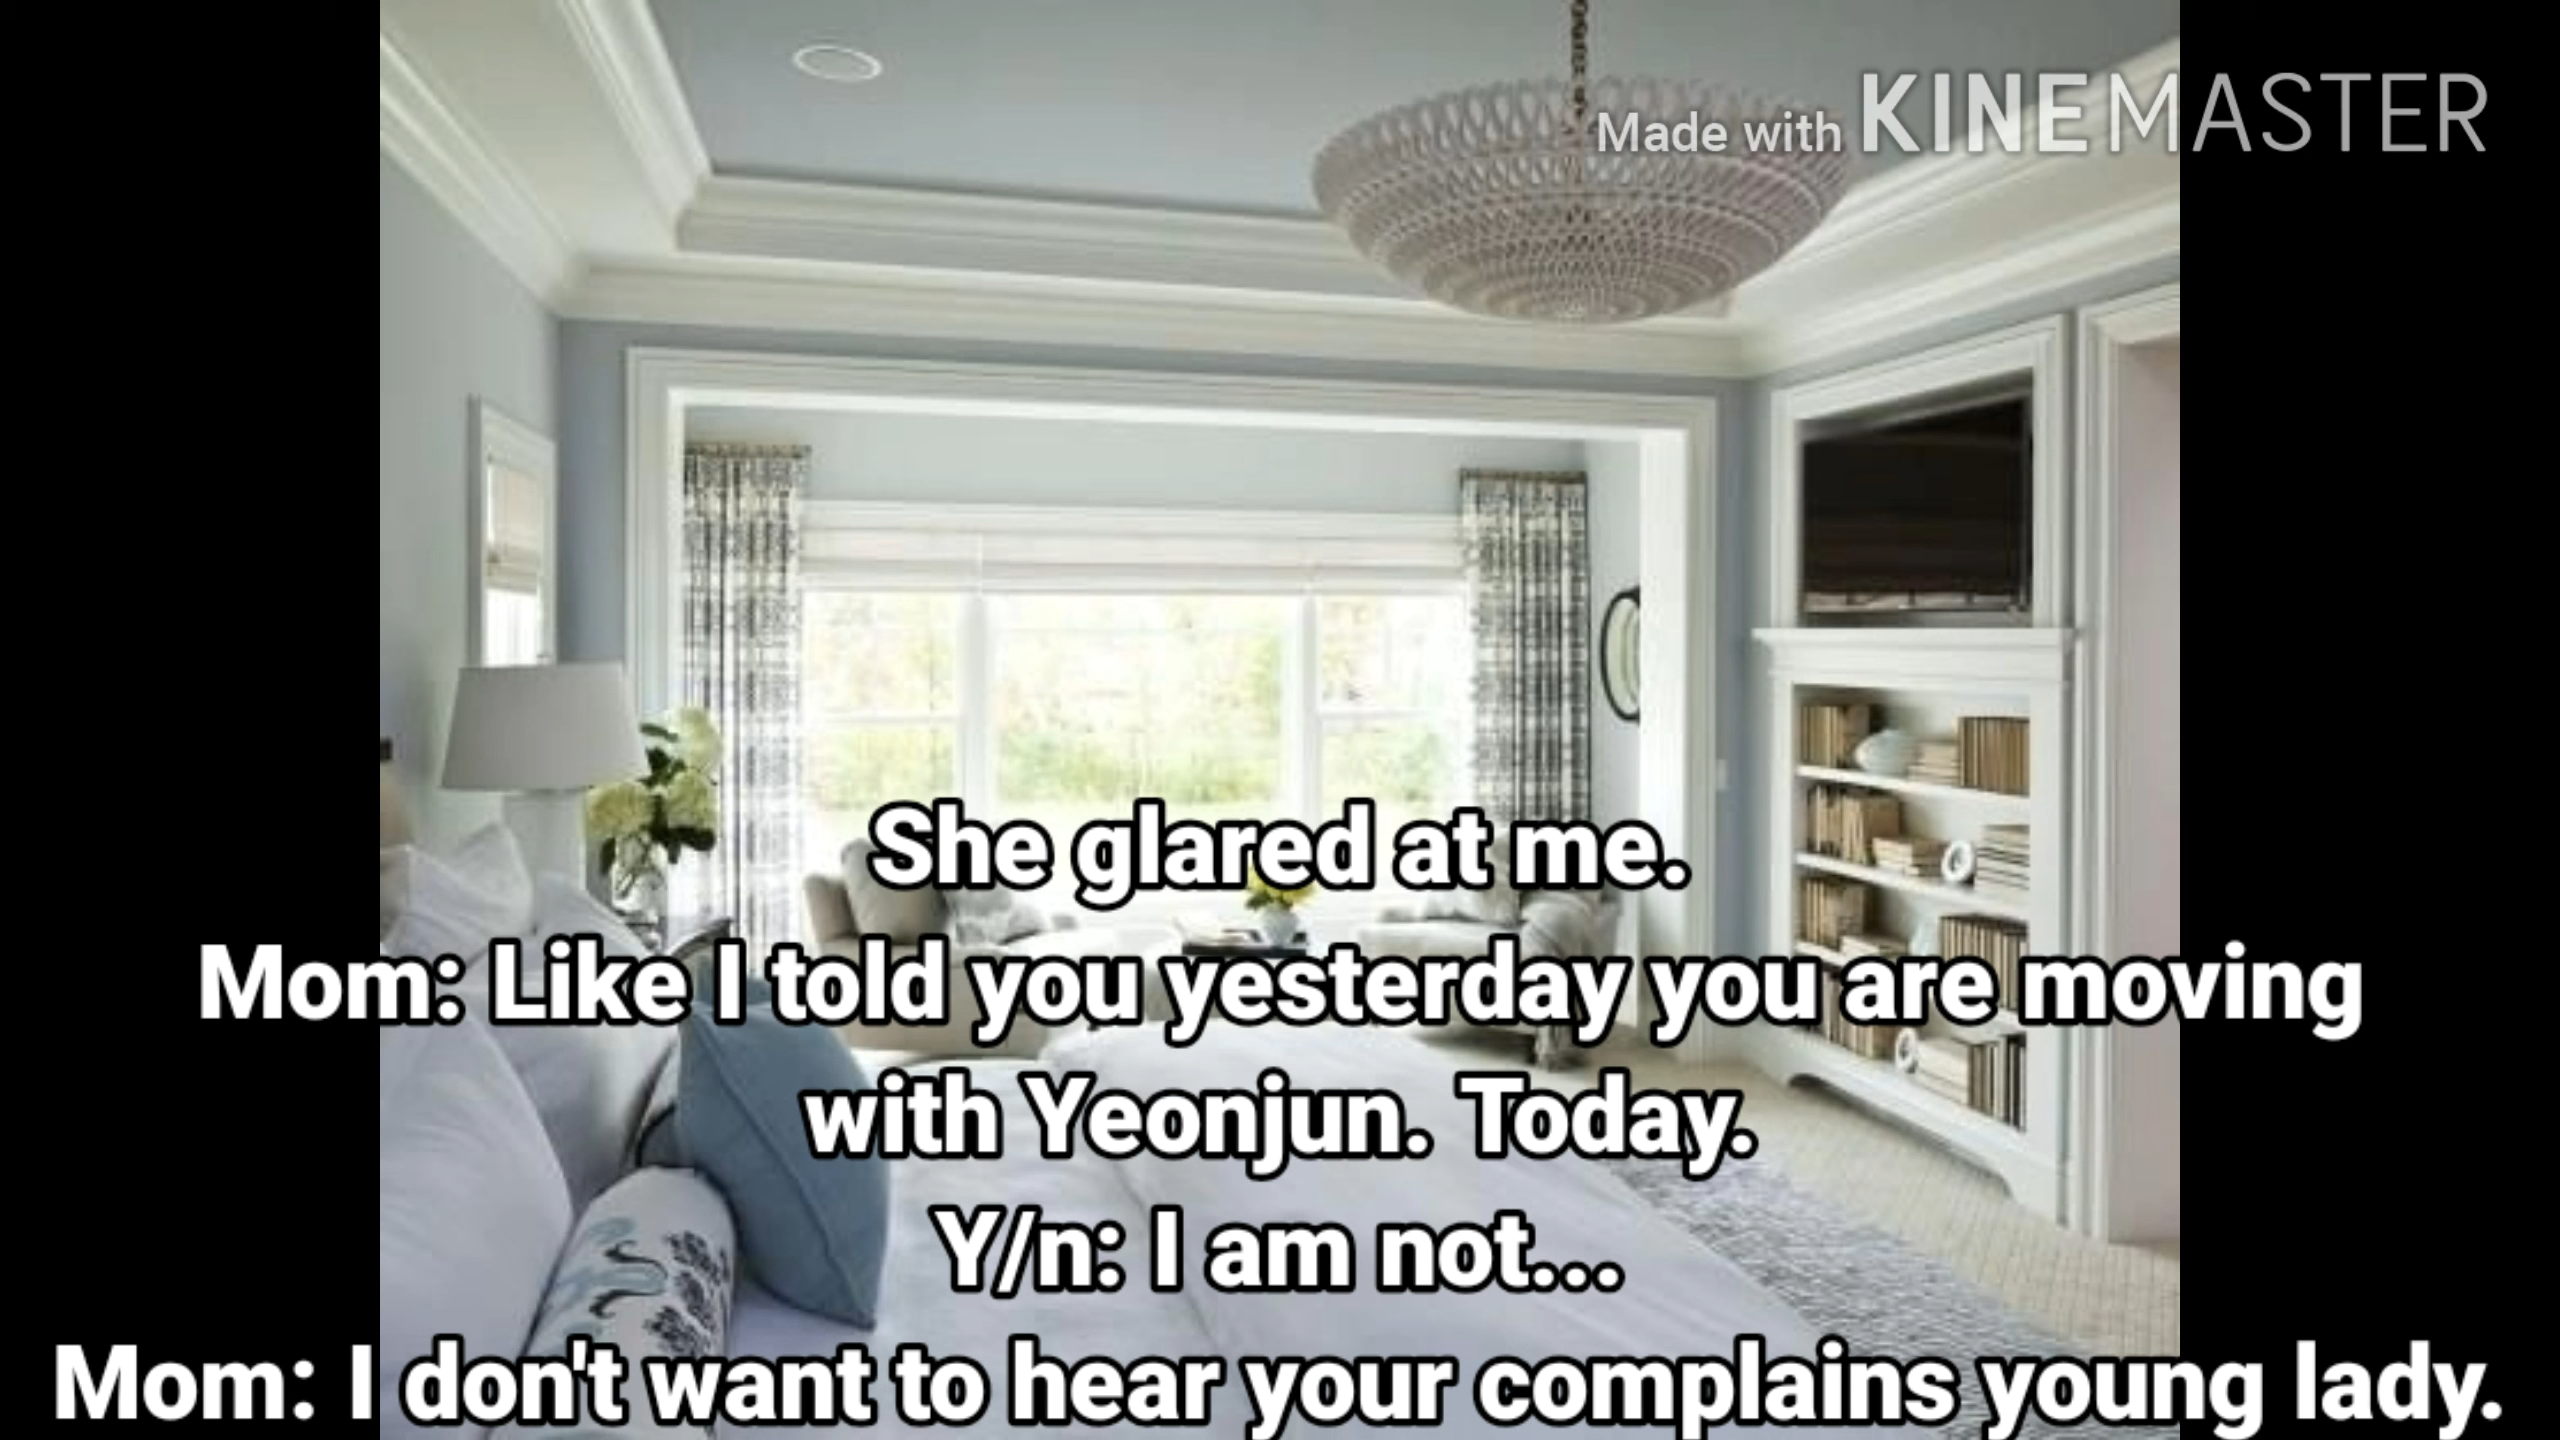 Made with KINEMASTER
She glared at me.
Mom: Like I told you yesterday you are moving
with Yeonjun. Today.
Y/n: I am not...
Mom: I don't want to hear your complains young lady.